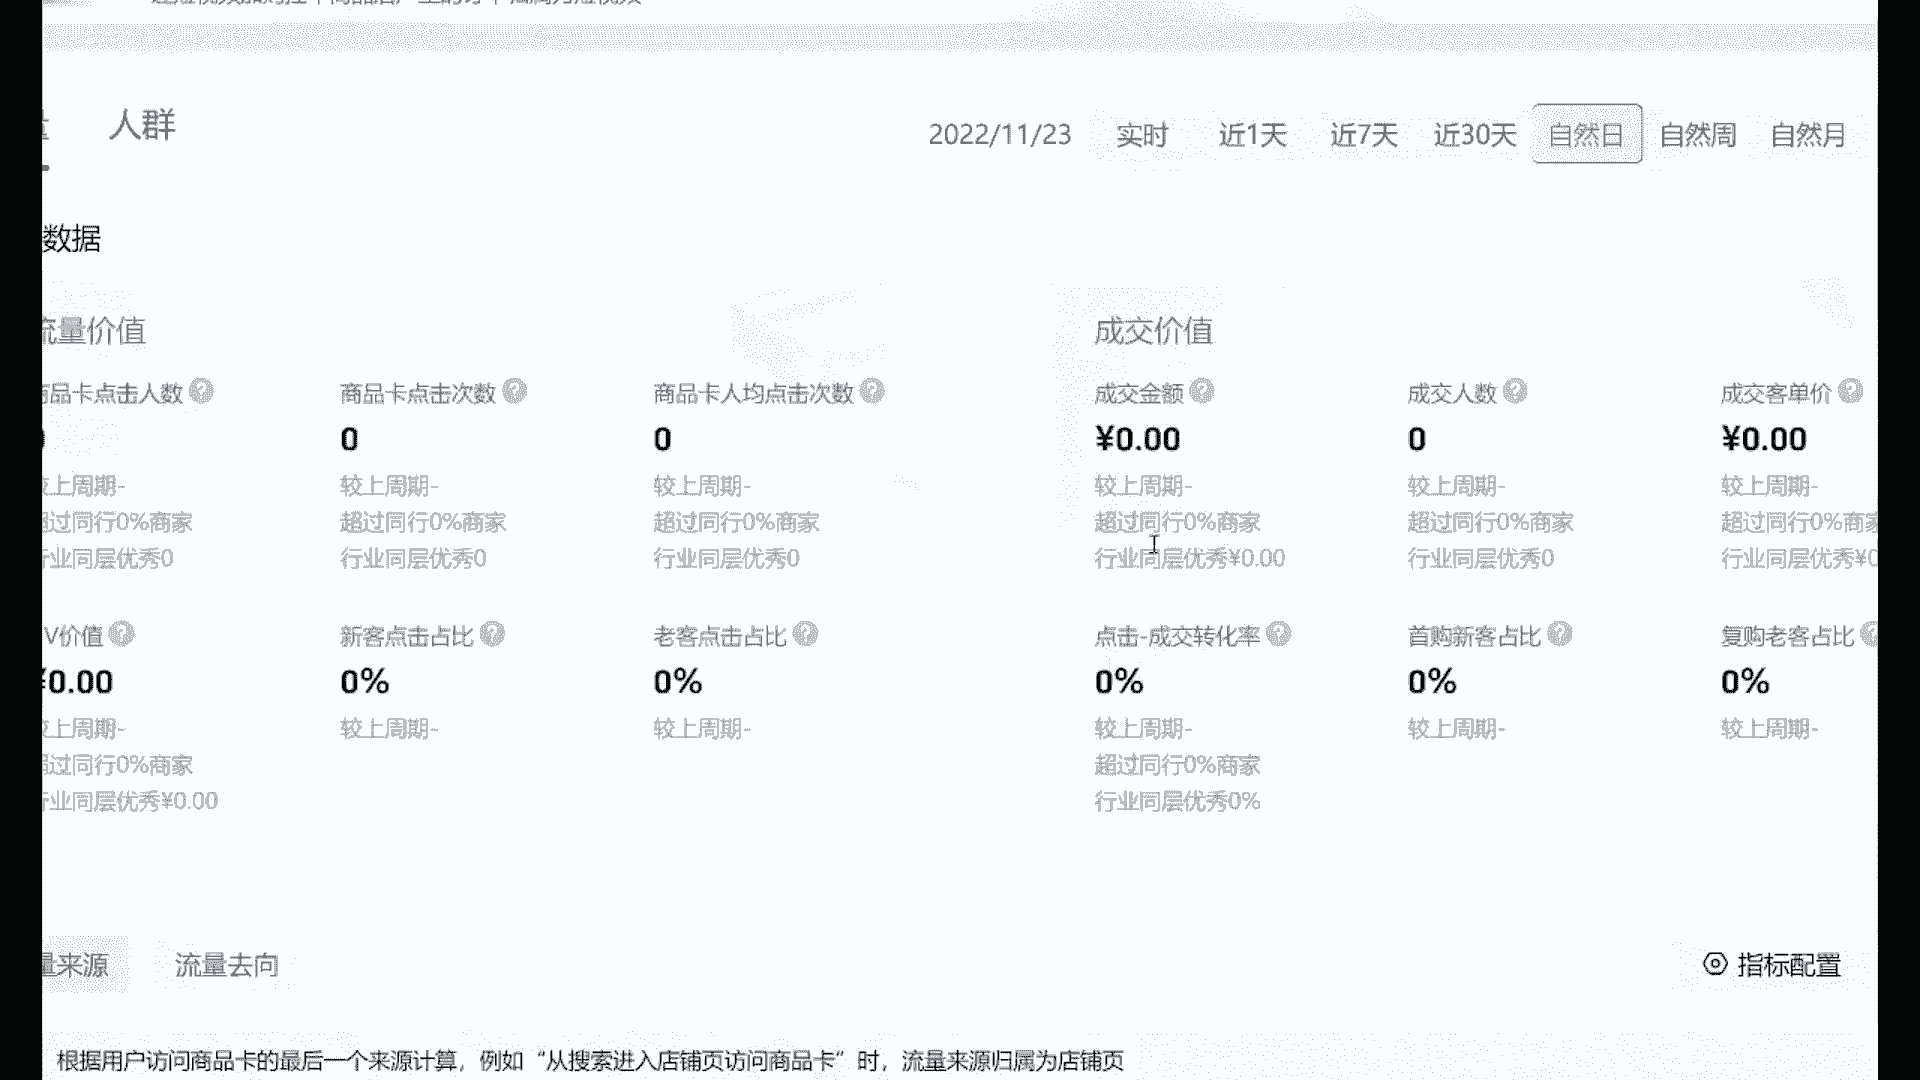 人群
2022/11/23 实时 近1天 近7天 近30天 自然日 自然周 自然月
数据
流量价值 成交价值
商品卡点击人数 商品卡点击次数 商品卡人均点击次数 成交金额 成交人数 成交客单价
0 0 ¥0.00 0 ¥0.00
较上周期- 较上周期- 较上周期- 较上周期- 较上周期- 较上周期-
超过同行0%商家 超过同行0%商家 超过同行0%商家 超过同行0%商家 超过同行0%商家 超过同行0%商家
行业同层优秀0 行业同层优秀0 行业同层优秀0 行业同层优秀¥0.00 行业同层优秀0 行业同层优秀¥0
V价值 新客点击占比 老客点击占比 点击-成交转化率 首购新客占比 复购老客占比
¥0.00 0% 0% 0% 0% 0%
较上周期- 较上周期- 较上周期- 较上周期- 较上周期- 较上周期-
超过同行0%商家 超过同行0%商家
行业同层优秀¥0.00 行业同层优秀0%
量来源 流量去向 指标配置
根据用户访问商品卡的最后一个来源计算，例如“从搜索进入店铺页访问商品卡”时，流量来源归属为店铺页